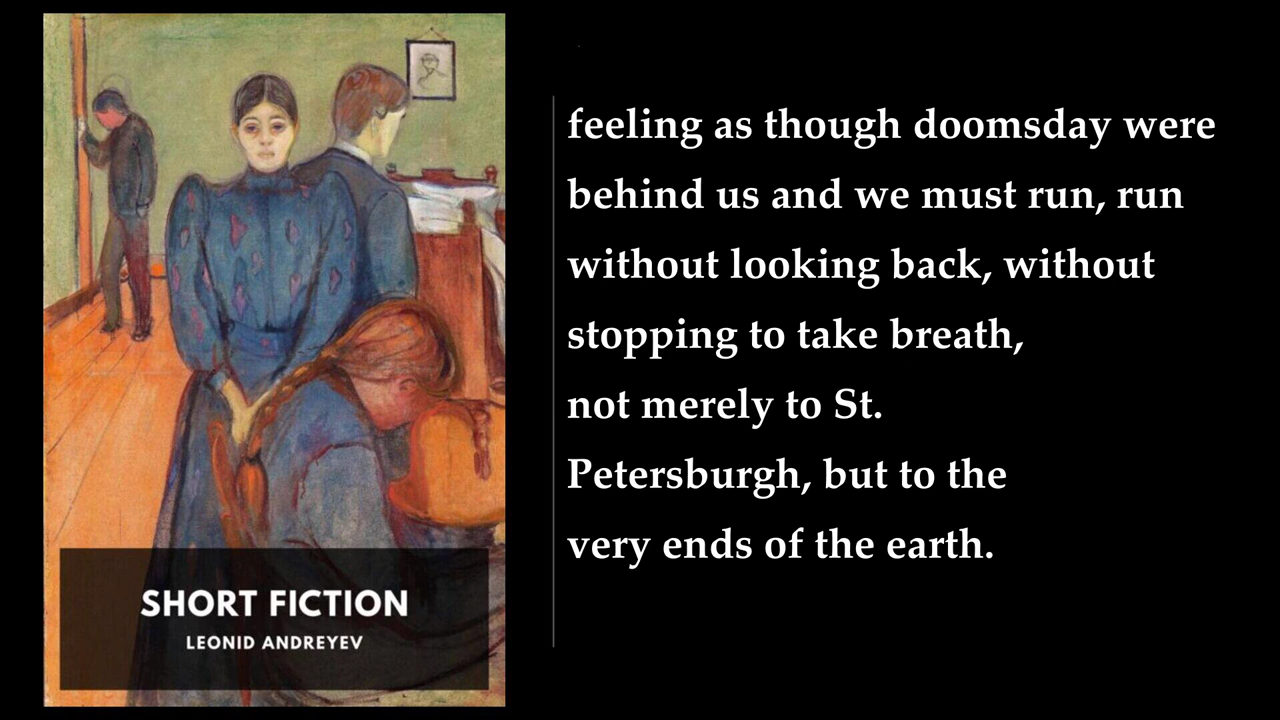 feeling as though doomsday were
behind us and we must run, run
without looking back, without
stopping to take breath,
not merely to St.
Petersburgh, but to the
very ends of the earth.
SHORT FICTION
LEONID ANDREYEV